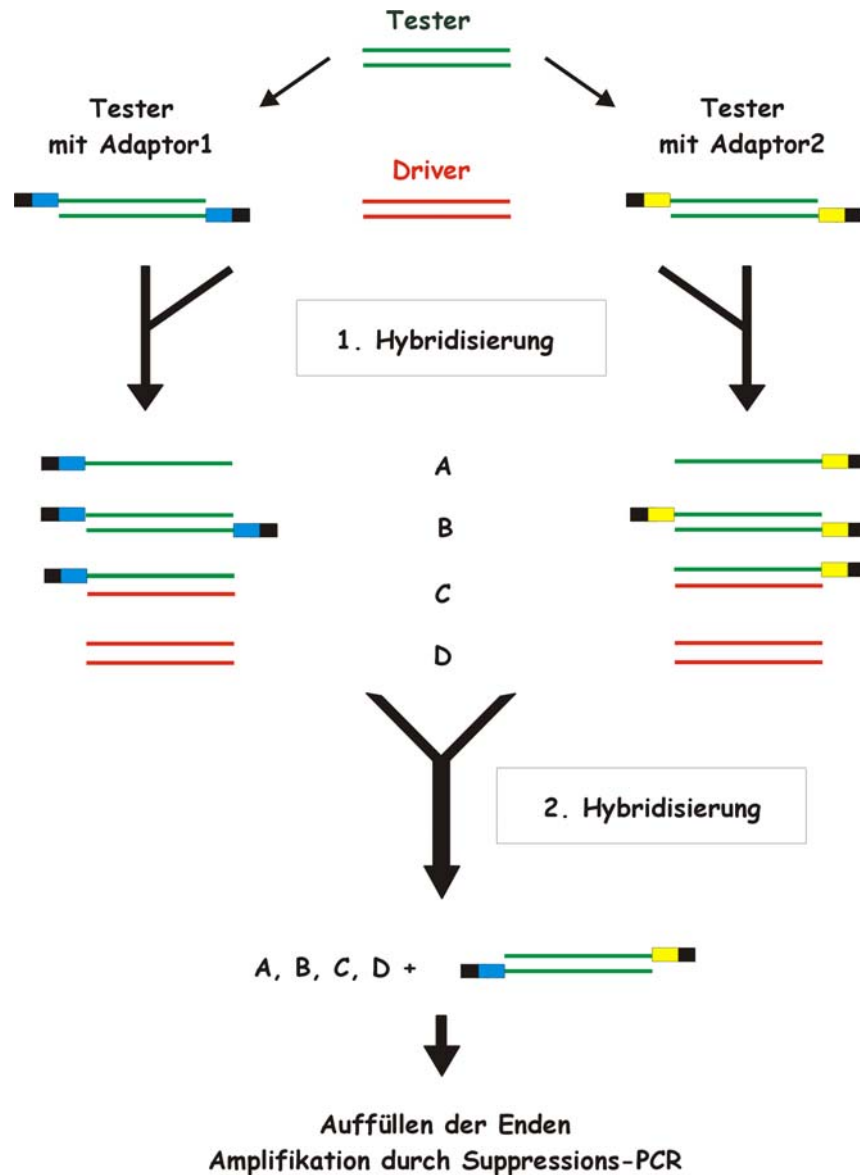 Tester
Tester
mit Adaptor1
Tester
mit Adaptor2
Driver
1. Hybridisierung
A
B
C
D
2. Hybridisierung
A, B, C, D +
Auffüllen der Enden
Amplifikation durch Suppressions-PCR